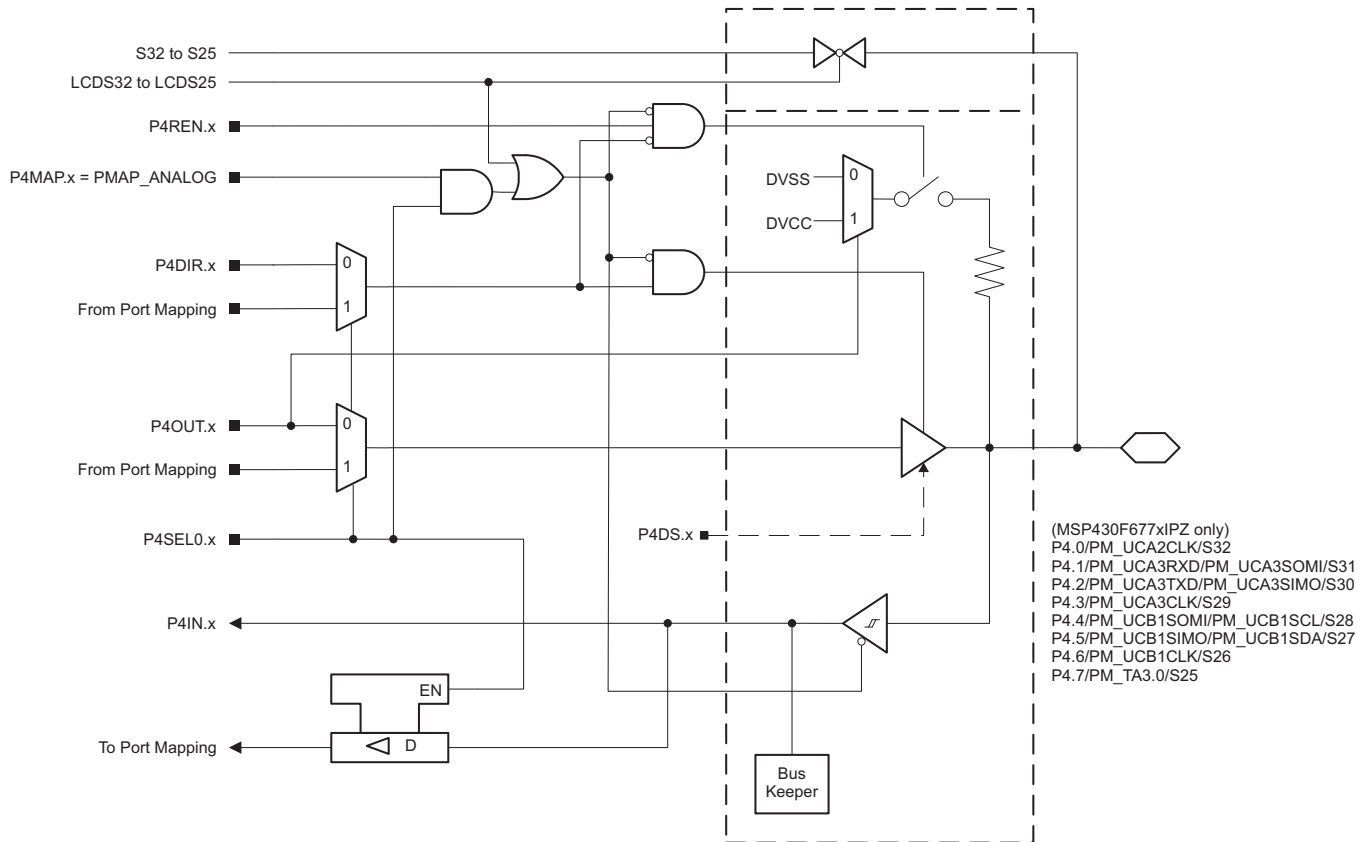 S32 to S25
LCDS32 to LCDS25
P4REN.x
P4MAP.x = PMAP_ANALOG
DVSS
0
DVCC
1
P4DIR.x
0
From Port Mapping
1
P4OUT.x
0
From Port Mapping
1
P4SEL0.x
P4DS.x
(MSP430F677xIPZ only)
P4.0/PM_UCA2CLK/S32
P4.1/PM_UCA3RXD/PM_UCA3SOMI/S31
P4.2/PM_UCA3TXD/PM_UCA3SIMO/S30
P4.3/PM_UCA3CLK/S29
P4.4/PM_UCB1SOMI/PM_UCB1SCL/S28
P4.5/PM_UCB1SIMO/PM_UCB1SDA/S27
P4.6/PM_UCB1CLK/S26
P4.7/PM_TA3.0/S25
P4IN.x
EN
To Port Mapping
D
Bus
Keeper